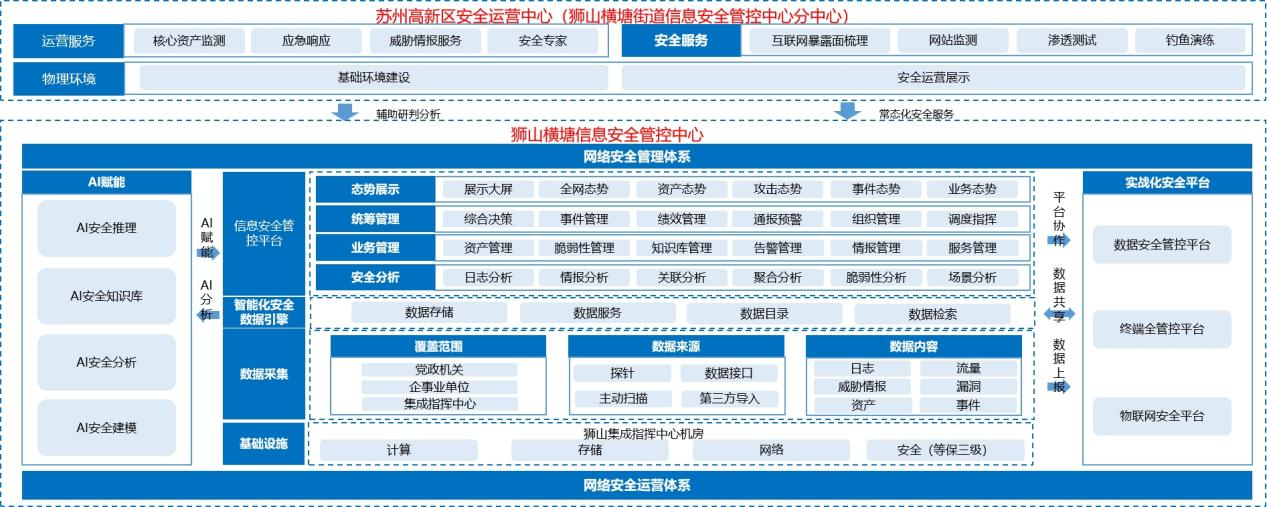 苏州高新区安全运营中心（狮山横塘街道信息安全管控中心分中心）
运营服务 核心资产监测 应急响应 威胁情报服务 安全专家 安全服务 互联网暴露面梳理 网站监测 渗透测试 钓鱼演练
物理环境 基础环境建设 安全运营展示
辅助研判分析 常态化安全服务
狮山横塘信息安全管控中心
网络安全管理体系
AI赋能
AI安全推理
AI安全知识库
AI安全分析
AI安全建模
AI赋能
AI分析
信息安全管
控平台
态势展示 展示大屏 全网态势 资产态势 攻击态势 事件态势 业务态势
统筹管理 综合决策 事件管理 绩效管理 通报预警 组织管理 调度指挥
业务管理 资产管理 脆弱性管理 知识库管理 告警管理 情报管理 服务管理
安全分析 日志分析 情报分析 关联分析 聚合分析 脆弱性分析 场景分析
智能化安全
数据引擎
数据存储 数据服务 数据目录 数据检索
数据采集
覆盖范围
党政机关
企事业单位
集成指挥中心
数据来源
探针 数据接口
主动扫描 第三方导入
数据内容
日志 流量
威胁情报 漏洞
资产 事件
基础设施
狮山集成指挥中心机房
计算 存储 网络 安全（等保三级）
平台协作
数据共享
数据上报
实战化安全平台
数据安全管控平台
终端全管控平台
物联网安全平台
网络安全运营体系